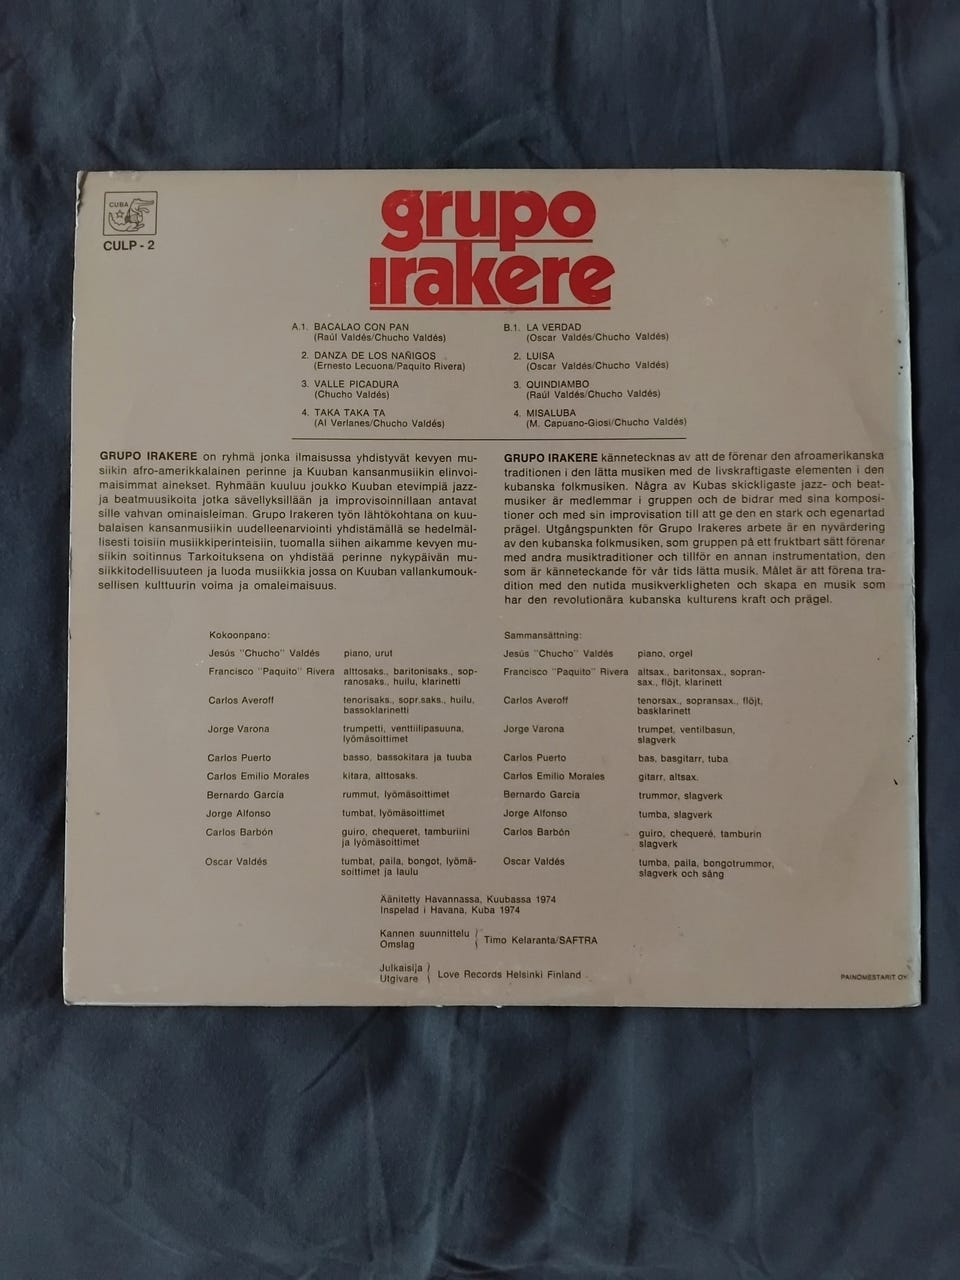 CUBA
CULP - 2
grupo
irakere
A.1. BACALAO CON PAN
(Raúl Valdés/Chucho Valdés)
2. DANZA DE LOS NAÑIGOS
(Ernesto Lecuona/Paquito Rivera)
3. VALLE PICADURA
(Chucho Valdés)
4. TAKA TAKA TA
(Al Verlanes/Chucho Valdés)
B.1. LA VERDAD
(Oscar Valdés/Chucho Valdés)
2. LUISA
(Oscar Valdés/Chucho Valdés)
3. QUINDIAMBO
(Raúl Valdés/Chucho Valdés)
4. MISALUBA
(M. Capuano-Giosi/Chucho Valdés)
GRUPO IRAKERE on ryhmä jonka ilmaisussa yhdistyvät kevyen mu-
siikin afro-amerikkalainen perinne ja Kuuban kansanmusiikin elinvoi-
maisimmat ainekset. Ryhmään kuuluu joukko Kuuban etevimpiä jazz-
ja beatmuusikoita jotka sävellyksillään ja improvisoinnillaan antavat
sille vahvan ominaisleiman. Grupo Irakeren työn lähtökohtana on kuu-
balaisen kansanmusiikin uudelleenarviointi yhdistämällä se hedelmäl-
lisesti toisiin musiikkiperinteisiin, tuomalla siihen aikamme kevyen mu-
siikin soitinnus Tarkoituksena on yhdistää perinne nykypäivän mu-
siikkitodellisuuteen ja luoda musiikkia jossa on Kuuban vallankumouk-
sellisen kulttuurin voima ja omaleimaisuus.
GRUPO IRAKERE kännetecknas av att de förenar den afroamerikanska
traditionen i den lätta musiken med de livskraftigaste elementen i den
kubanska folkmusiken. Några av Kubas skickligaste jazz- och beat-
musiker är medlemmar i gruppen och de bidrar med sina komposi-
tioner och med sin improvisation till att ge den en stark och egenartad
prägel. Utgångspunkten för Grupo Irakeres arbete är en nyvärdering
av den kubanska folkmusiken, som gruppen på ett fruktbart sätt förenar
med andra musiktraditioner och tillför en annan instrumentation, den
som är känneteckande för vår tids lätta musik. Målet är att förena tra-
dition med den nutida musikverkligheten och skapa en musik som
har den revolutionära kubanska kulturens kraft och prägel.
Kokoonpano:
Jesús "Chucho" Valdés piano, urut
Francisco "Paquito" Rivera alttosaks., baritonisaks., sop-
ranosaks., huilu, klarinetti
Carlos Averoff tenorisaks., sopr.saks., huilu,
bassoklarinetti
Jorge Varona trumpetti, venttiilipasuuna,
lyömäsoittimet
Carlos Puerto basso, bassokitara ja tuuba
Carlos Emilio Morales kitara, alttosaks.
Bernardo García rummut, lyömäsoittimet
Jorge Alfonso tumbat, lyömäsoittimet
Carlos Barbón guiro, chequeret, tamburiini
ja lyömäsoittimet
Oscar Valdés tumbat, paila, bongot, lyömä-
soittimet ja laulu
Sammansättning:
Jesús "Chucho" Valdés piano, orgel
Francisco "Paquito" Rivera altsax., baritonsax., sopran-
sax., flöjt, klarinett
Carlos Averoff tenorsax., sopransax., flöjt,
basklarinett
Jorge Varona trumpet, ventilbasun,
slagverk
Carlos Puerto bas, basgitarr, tuba
Carlos Emilio Morales gitarr, altsax.
Bernardo García trummor, slagverk
Jorge Alfonso tumba, slagverk
Carlos Barbón guiro, chequeré, tamburin
slagverk
Oscar Valdés tumba, paila, bongotrummor,
slagverk och sång
Äänitetty Havannassa, Kuubassa 1974
Inspelad i Havana, Kuba 1974
Kannen suunnittelu
Omslag
Timo Kelaranta/SAFTRA
Julkaisija
Utgivare
Love Records Helsinki Finland
PAINOMESTARIT OY